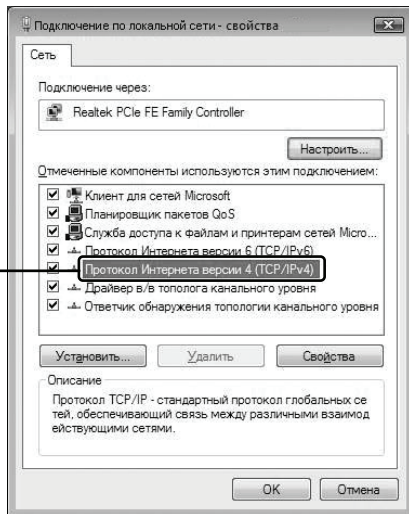 Подключение по локальной сети - свойства
Сеть
Подключение через:
Realtek PCIe FE Family Controller
Настроить...
Отмеченные компоненты используются этим подключением:
Клиент для сетей Microsoft
Планировщик пакетов QoS
Служба доступа к файлам и принтерам сетей Micro...
Протокол Интернета версии 6 (TCP/IPv6)
Протокол Интернета версии 4 (TCP/IPv4)
Драйвер в/в тополога канального уровня
Ответчик обнаружения топологии канального уровня
Установить...
Удалить
Свойства
Описание
Протокол TCP/IP - стандартный протокол глобальных се
тей, обеспечивающий связь между различными взаимод
ействующими сетями.
OK
Отмена